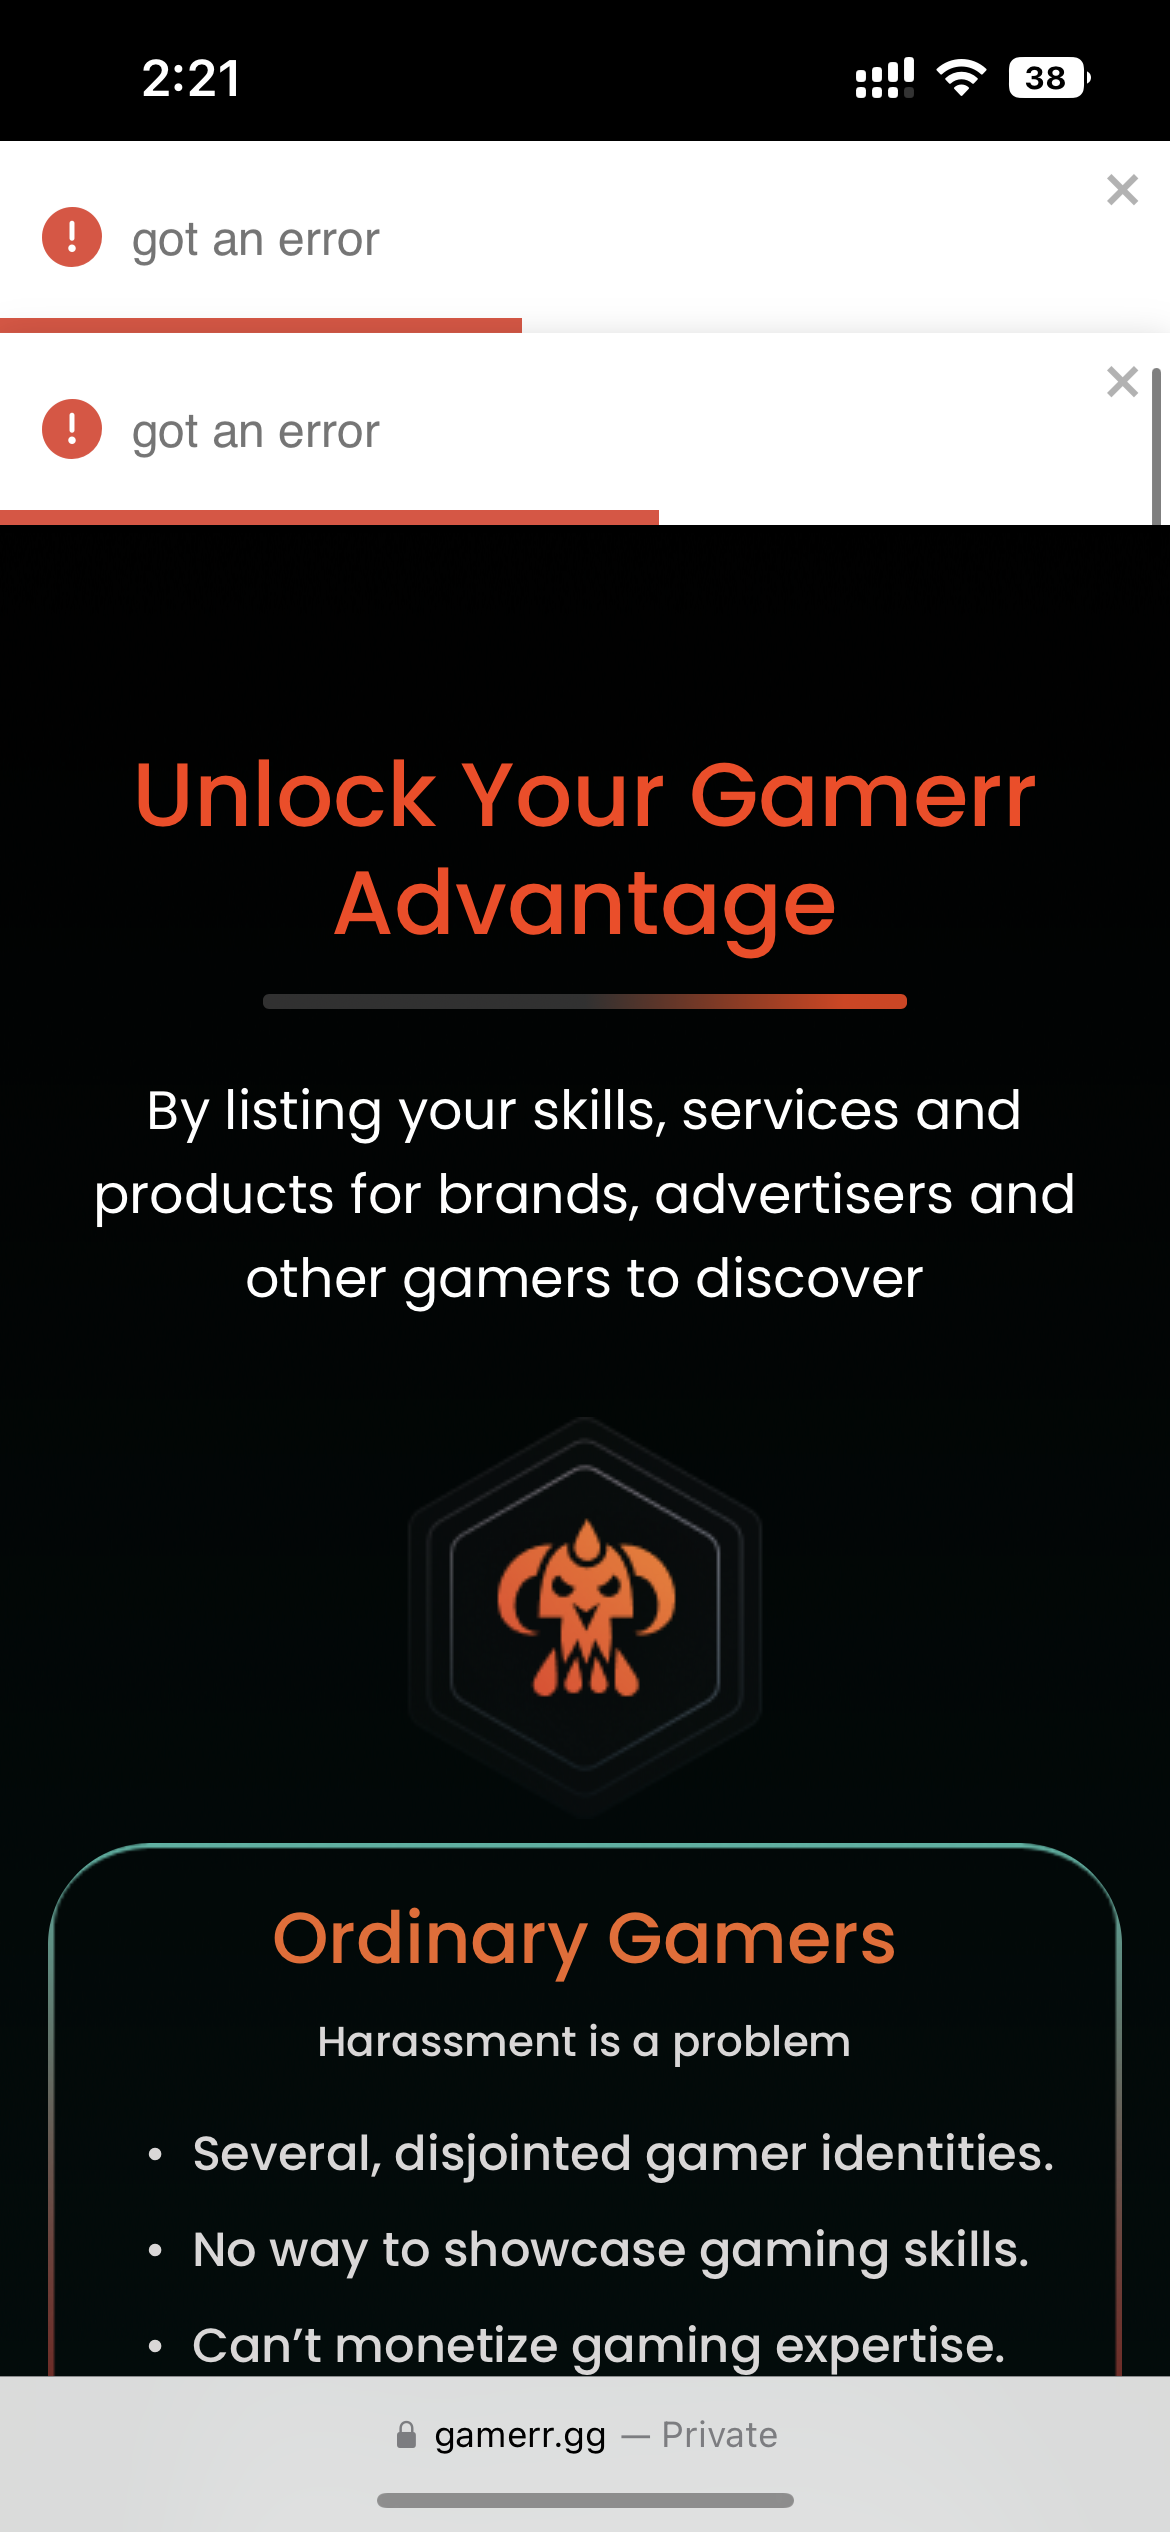 2:21
38
got an error
got an error
Unlock Your Gamerr
Advantage
By listing your skills, services and
products for brands, advertisers and
other gamers to discover
Ordinary Gamers
Harassment is a problem
• Several, disjointed gamer identities.
• No way to showcase gaming skills.
• Can’t monetize gaming expertise.
gamerr.gg — Private